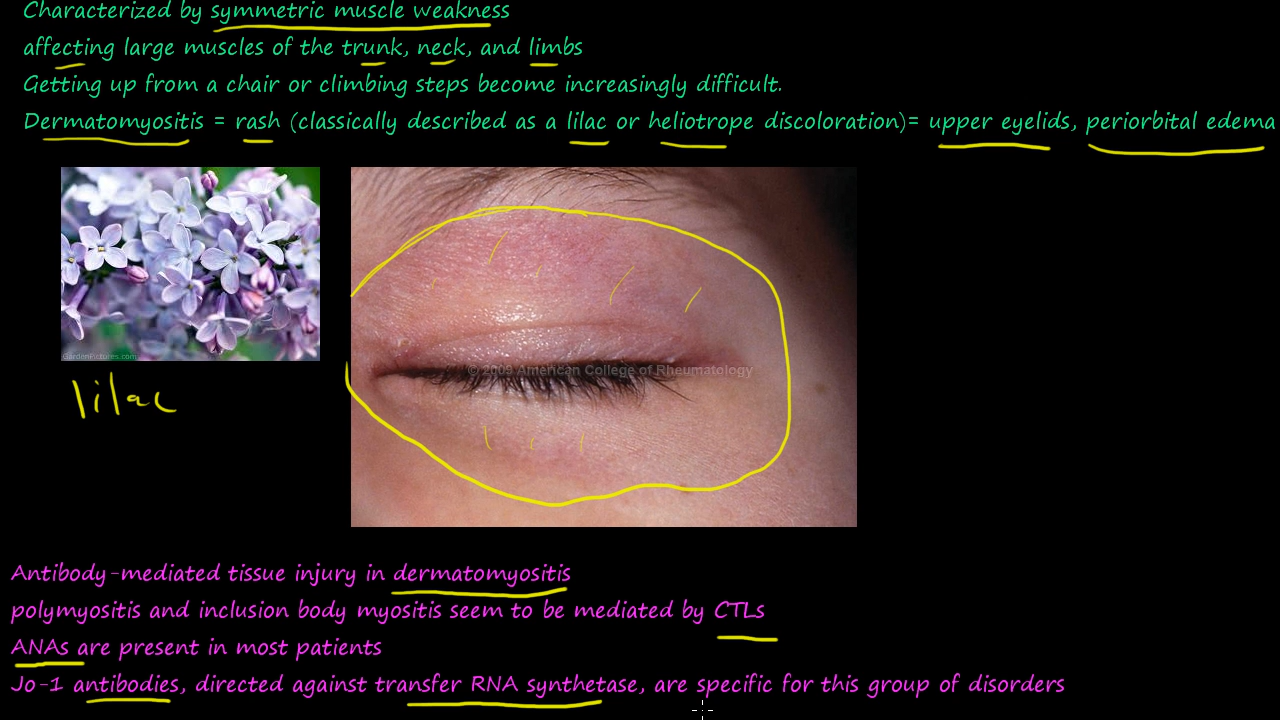 Characterized by symmetric muscle weakness
affecting large muscles of the trunk, neck, and limbs
Getting up from a chair or climbing steps become increasingly difficult.
Dermatomyositis = rash (classically described as a lilac or heliotrope discoloration)= upper eyelids, periorbital edema
GardenPictures.com
© 2009 American College of Rheumatology
lilac
Antibody-mediated tissue injury in dermatomyositis
polymyositis and inclusion body myositis seem to be mediated by CTLs
ANAs are present in most patients
Jo-1 antibodies, directed against transfer RNA synthetase, are specific for this group of disorders